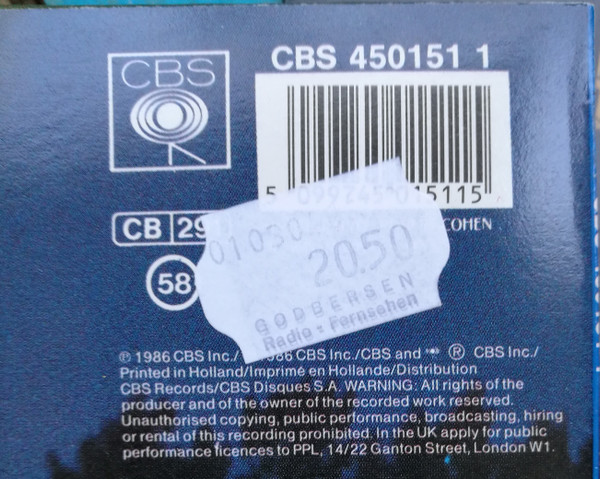 CBS 450151 1
CBS
5 099745 015115
CB 29
COHEN
58
01030
20.50
GODBERSEN
Radio + Fernsehen
℗ 1986 CBS Inc./ 86 CBS Inc./CBS and ® CBS Inc./
Printed in Holland/Imprimé en Hollande/Distribution
CBS Records/CBS Disques S.A. WARNING: All rights of the
producer and of the owner of the recorded work reserved.
Unauthorised copying, public performance, broadcasting, hiring
or rental of this recording prohibited. In the UK apply for public
performance licences to PPL, 14/22 Ganton Street, London W1.